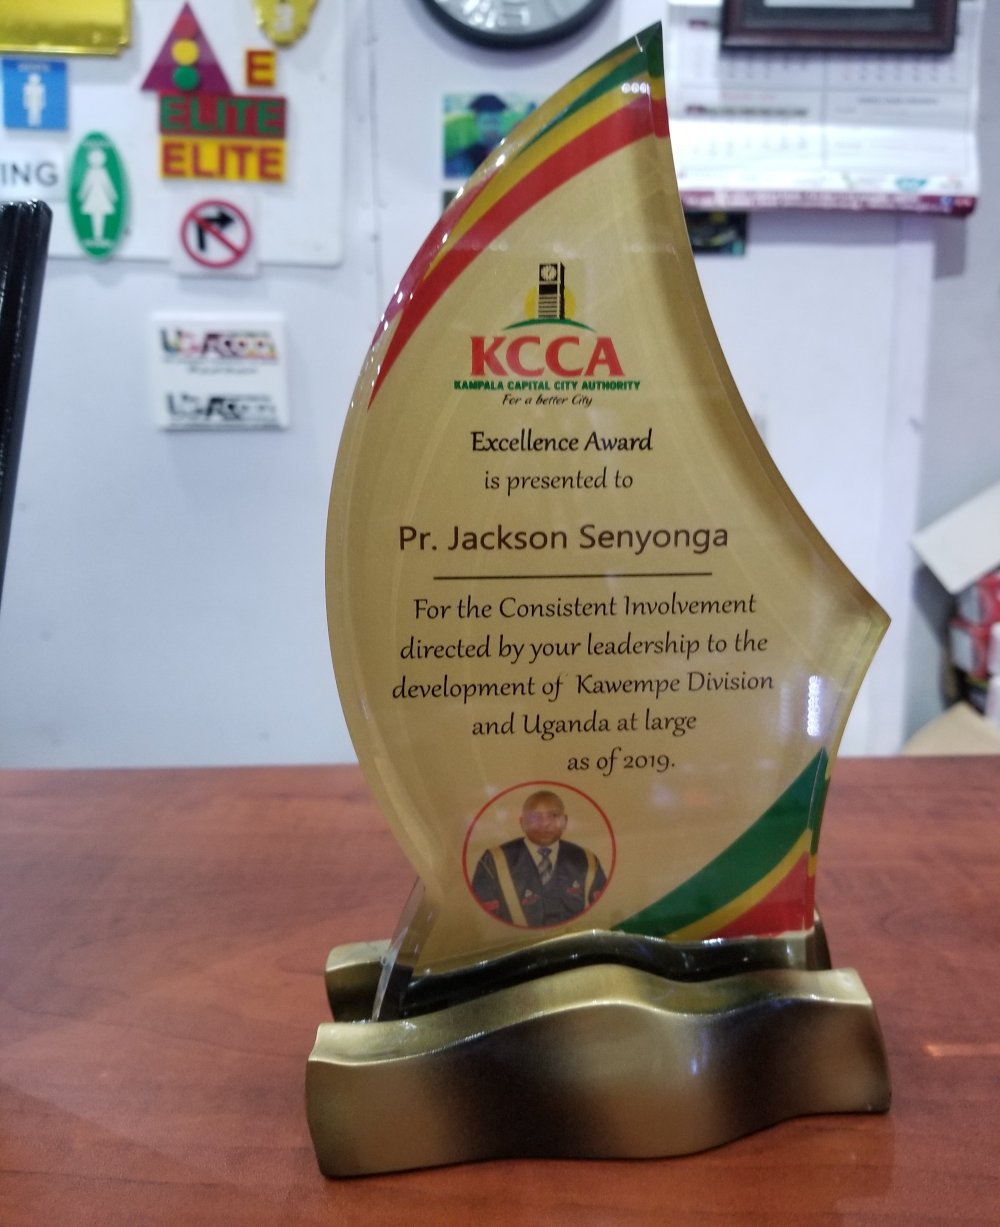 E
ELITE
ELITE
ING
KCCA
KAMPALA CAPITAL CITY AUTHORITY
For a better City
Excellence Award
is presented to
Pr. Jackson Senyonga
For the Consistent Involvement
directed by your leadership to the
development of Kawempe Division
and Uganda at large
as of 2019.